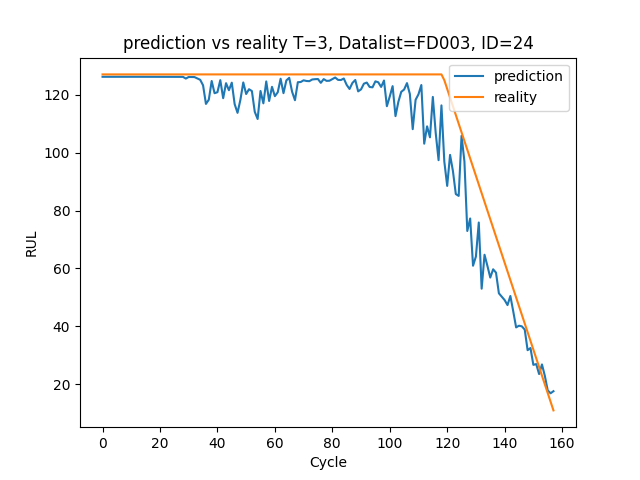 prediction vs reality T=3, Datalist=FD003, ID=24
prediction
reality
RUL
120
100
80
60
40
20
0 20 40 60 80 100 120 140 160
Cycle